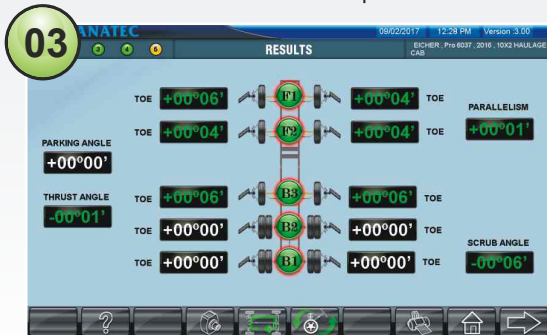 03
ANATEC
09/02/2017 12:28 PM Version :3.00
3 4 5
RESULTS
EICHER , Pro 6037 , 2016 , 10X2 HAULAGE
CAB
TOE +00°06' F1 +00°04' TOE
PARALLELISM
+00°01'
TOE +00°04' F2 +00°04' TOE
PARKING ANGLE
+00°00'
THRUST ANGLE
-00°01'
TOE +00°06' B3 +00°06' TOE
TOE +00°00' B2 +00°00' TOE
SCRUB ANGLE
-00°06'
TOE +00°00' B1 +00°00' TOE
?